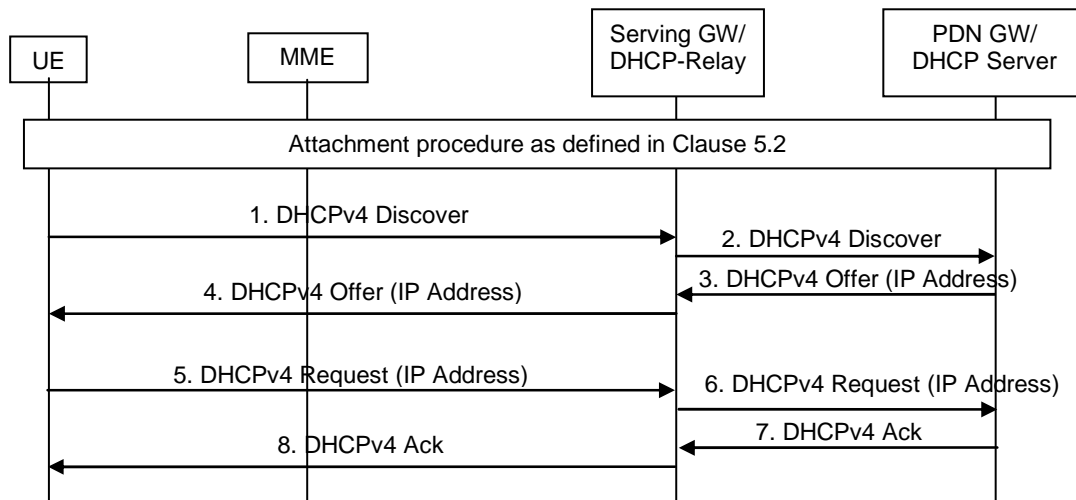 UE
MME
Serving GW/
DHCP-Relay
PDN GW/
DHCP Server
Attachment procedure as defined in Clause 5.2
1. DHCPv4 Discover
2. DHCPv4 Discover
3. DHCPv4 Offer (IP Address)
4. DHCPv4 Offer (IP Address)
5. DHCPv4 Request (IP Address)
6. DHCPv4 Request (IP Address)
7. DHCPv4 Ack
8. DHCPv4 Ack